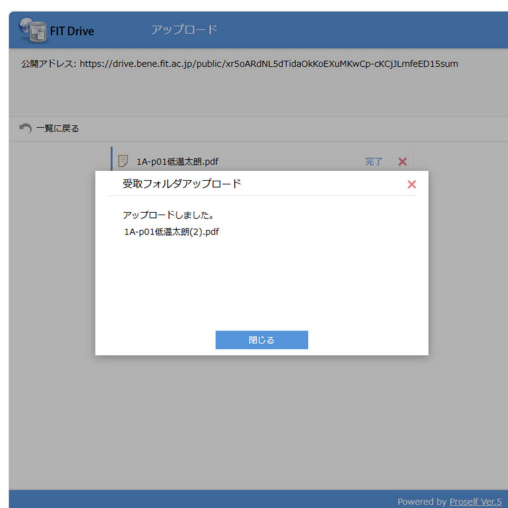 FIT Drive
アップロード
公開アドレス: https://drive.bene.fit.ac.jp/public/xr5oARdNL5dTidaOkKoEXuMKwCp-cKCjJLmfeED15sum
一覧に戻る
1A-p01低温太朗.pdf 完了
受取フォルダアップロード
アップロードしました。
1A-p01低温太朗(2).pdf
閉じる
Powered by Proself Ver.5